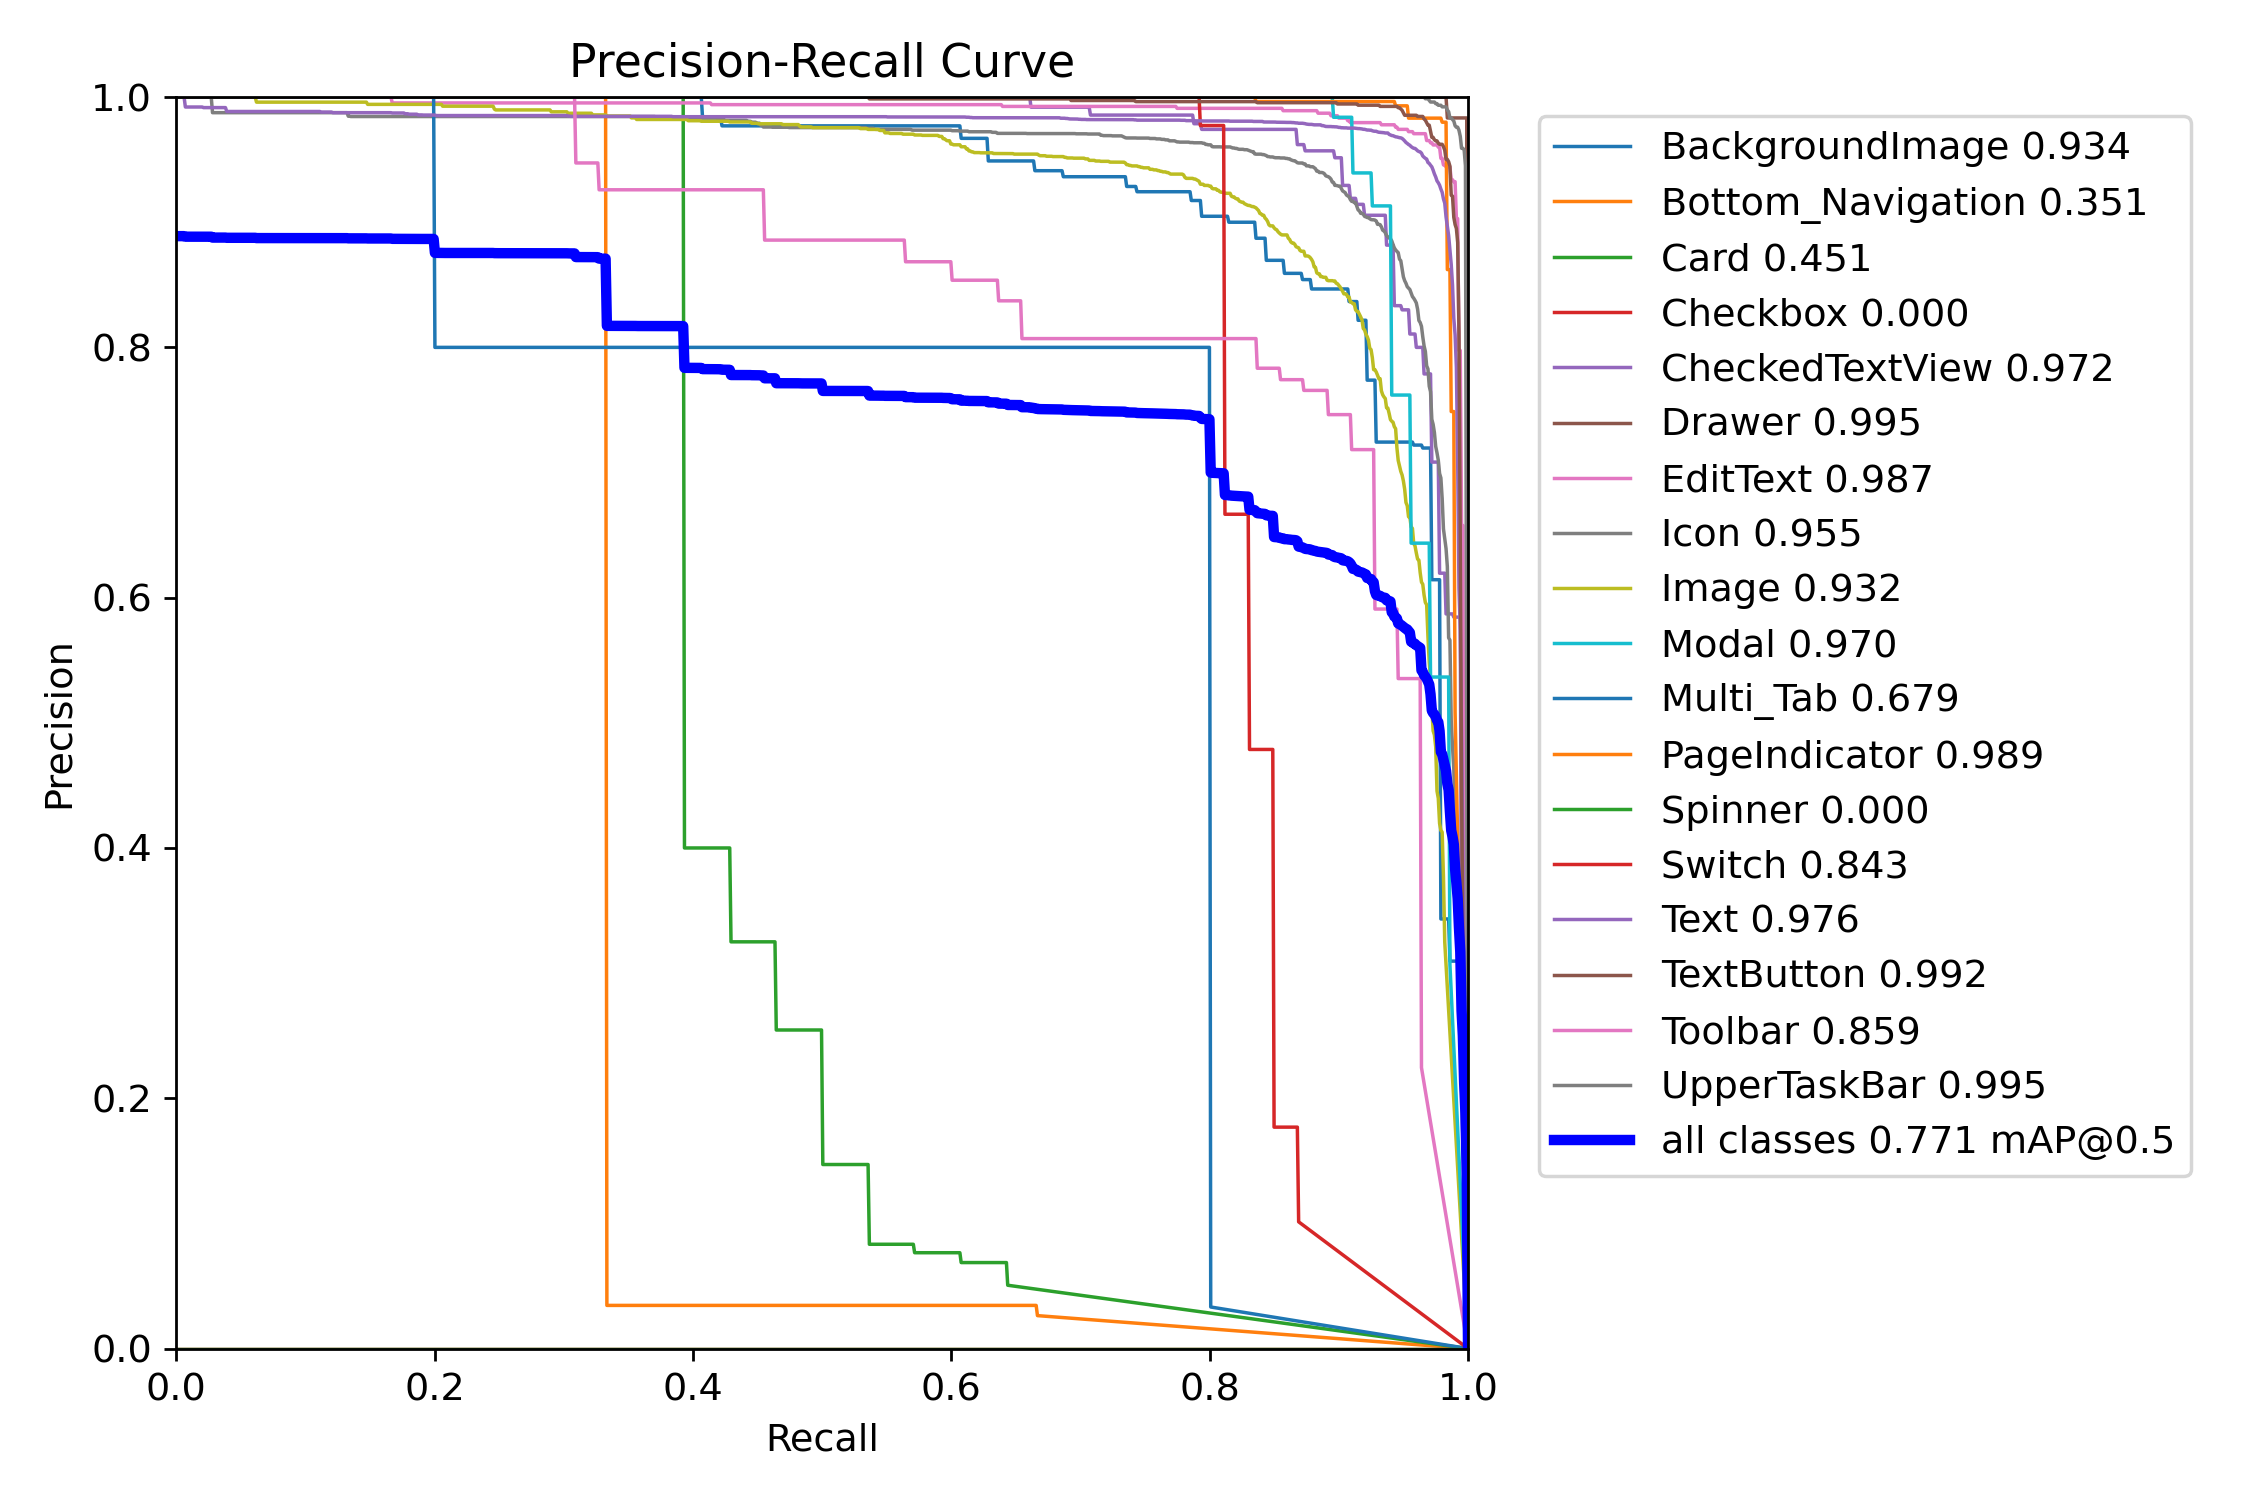 Precision-Recall Curve
1.0
0.8
0.6
0.4
0.2
0.0
Precision
0.0 0.2 0.4 0.6 0.8 1.0
Recall
BackgroundImage 0.934
Bottom_Navigation 0.351
Card 0.451
Checkbox 0.000
CheckedTextView 0.972
Drawer 0.995
EditText 0.987
Icon 0.955
Image 0.932
Modal 0.970
Multi_Tab 0.679
PageIndicator 0.989
Spinner 0.000
Switch 0.843
Text 0.976
TextButton 0.992
Toolbar 0.859
UpperTaskBar 0.995
all classes 0.771 mAP@0.5